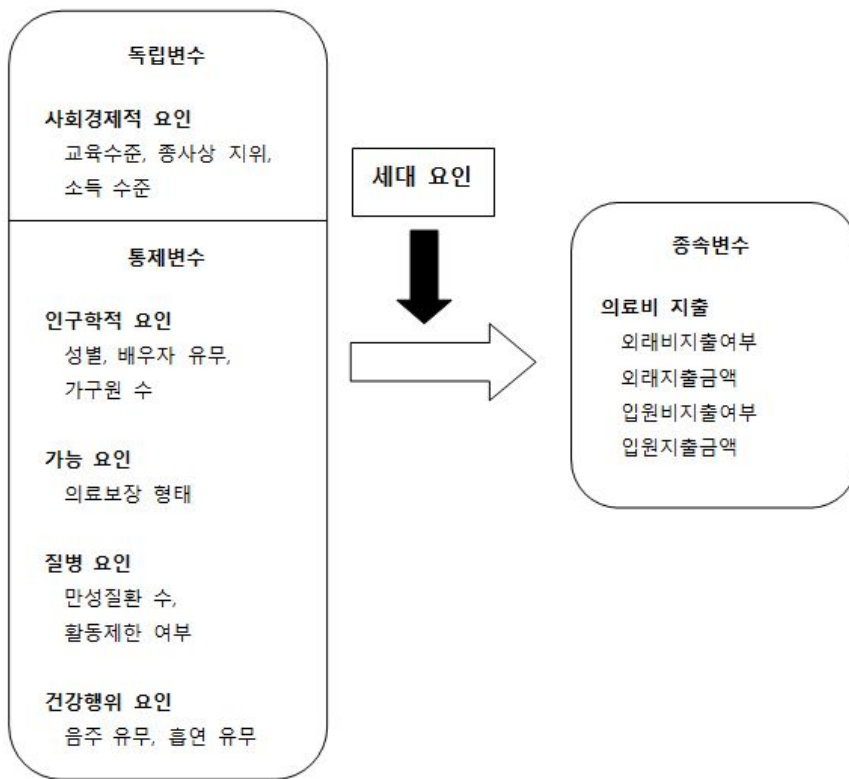 독립변수
사회경제적 요인
교육수준, 종사상 지위,
소득 수준
통제변수
인구학적 요인
성별, 배우자 유무,
가구원 수
가능 요인
의료보장 형태
질병 요인
만성질환 수,
활동제한 여부
건강행위 요인
음주 유무, 흡연 유무
세대 요인
종속변수
의료비 지출
외래비지출여부
외래지출금액
입원비지출여부
입원지출금액